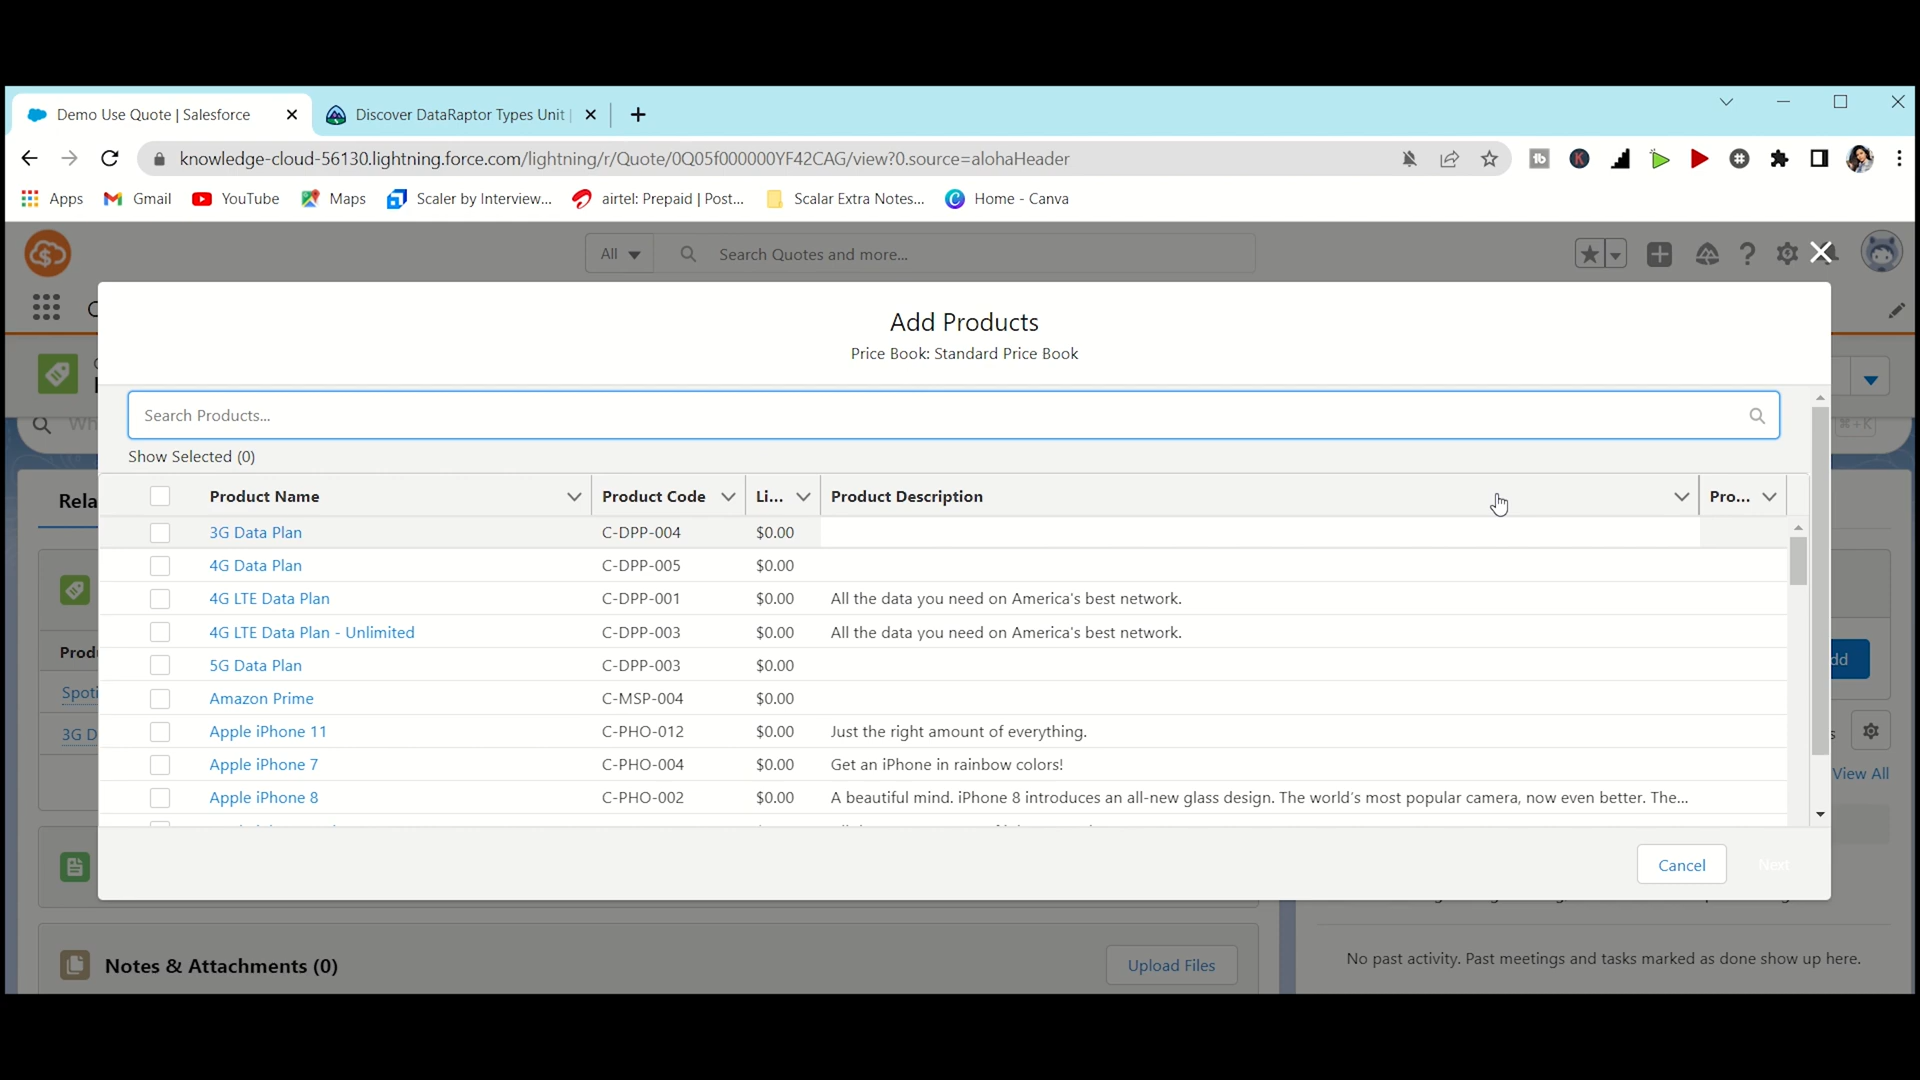 Demo Use Quote | Salesforce
Discover DataRaptor Types Unit
knowledge-cloud-56130.lightning.force.com/lightning/r/Quote/0Q05f000000YF42CAG/view?0.source=alohaHeader
Apps Gmail YouTube Maps Scaler by Interview... airtel: Prepaid | Post... Scalar Extra Notes... Home - Canva
All Search Quotes and more...
Add Products
Price Book: Standard Price Book
Search Products...
Show Selected (0)
Rela
Product Name Product Code Li... Product Description Pro...
3G Data Plan C-DPP-004 $0.00
4G Data Plan C-DPP-005 $0.00
4G LTE Data Plan C-DPP-001 $0.00 All the data you need on America's best network.
4G LTE Data Plan - Unlimited C-DPP-003 $0.00 All the data you need on America's best network.
5G Data Plan C-DPP-003 $0.00
Amazon Prime C-MSP-004 $0.00
Apple iPhone 11 C-PHO-012 $0.00 Just the right amount of everything.
Apple iPhone 7 C-PHO-004 $0.00 Get an iPhone in rainbow colors!
Apple iPhone 8 C-PHO-002 $0.00 A beautiful mind. iPhone 8 introduces an all-new glass design. The world's most popular camera, now even better. The...
Produ
Spoti
3G D
dd
View All
Cancel Next
Notes & Attachments (0)
Upload Files
No past activity. Past meetings and tasks marked as done show up here.